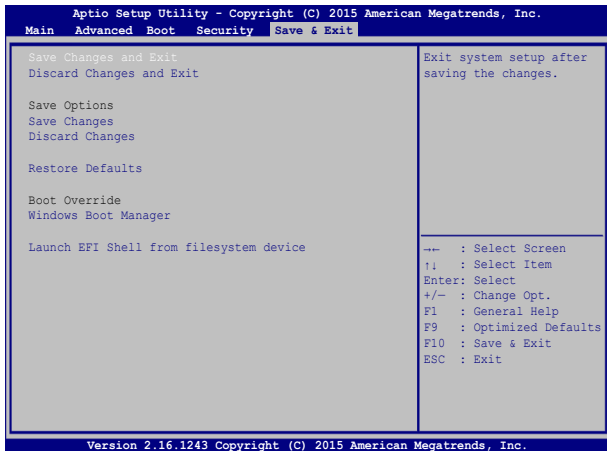 Aptio Setup Utility - Copyright (C) 2015 American Megatrends, Inc.
Main Advanced Boot Security Save & Exit
Save Changes and Exit
Discard Changes and Exit
Save Options
Save Changes
Discard Changes
Restore Defaults
Boot Override
Windows Boot Manager
Launch EFI Shell from filesystem device
Exit system setup after
saving the changes.
→← : Select Screen
↑↓ : Select Item
Enter: Select
+/— : Change Opt.
F1 : General Help
F9 : Optimized Defaults
F10 : Save & Exit
ESC : Exit
Version 2.16.1243 Copyright (C) 2015 American Megatrends, Inc.